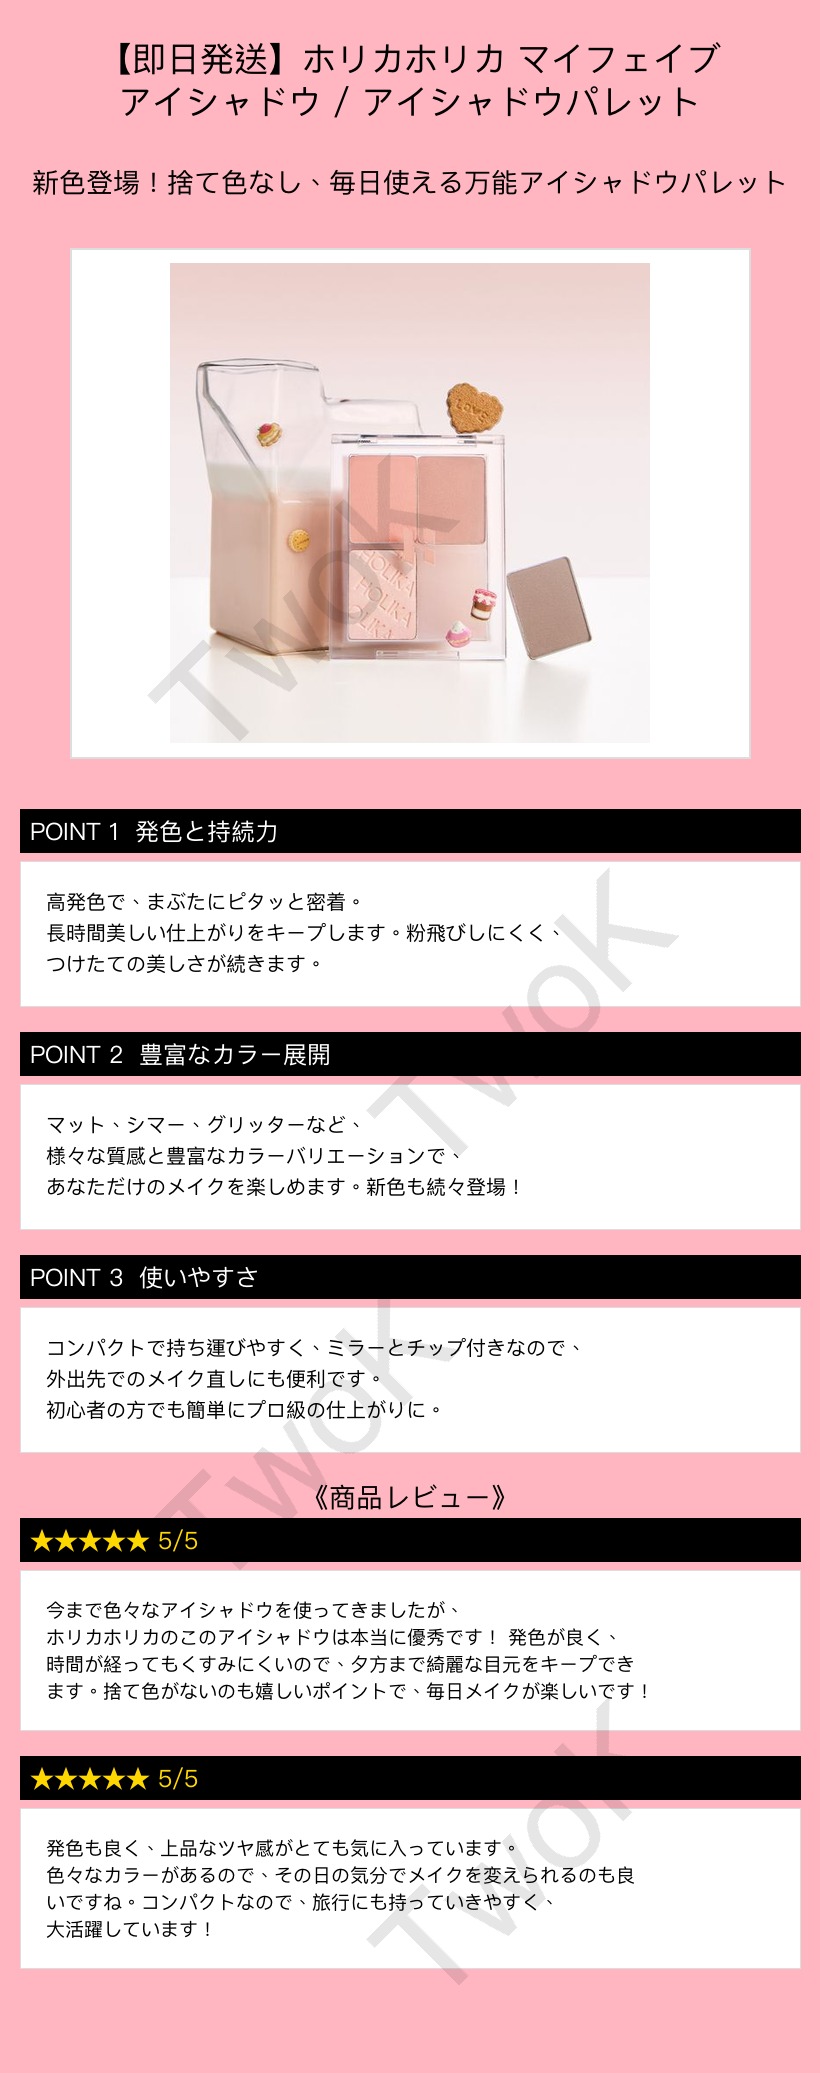 【即日発送】ホリカホリカ マイフェイブ
アイシャドウ / アイシャドウパレット
新色登場！捨て色なし、毎日使える万能アイシャドウパレット
LOVE
HOLIKA
HOLIKA
OLIKA
TwoK
POINT 1 発色と持続力
高発色で、まぶたにピタッと密着。
長時間美しい仕上がりをキープします。粉飛びしにくく、
つけたての美しさが続きます。
TwoK
POINT 2 豊富なカラー展開
マット、シマー、グリッターなど、
様々な質感と豊富なカラーバリエーションで、
あなただけのメイクを楽しめます。新色も続々登場！
POINT 3 使いやすさ
コンパクトで持ち運びやすく、ミラーとチップ付きなので、
外出先でのメイク直しにも便利です。
初心者の方でも簡単にプロ級の仕上がりに。
TwoK
《商品レビュー》
★★★★★ 5/5
今まで色々なアイシャドウを使ってきましたが、
ホリカホリカのこのアイシャドウは本当に優秀です！ 発色が良く、
時間が経ってもくすみにくいので、夕方まで綺麗な目元をキープでき
ます。捨て色がないのも嬉しいポイントで、毎日メイクが楽しいです！
★★★★★ 5/5
発色も良く、上品なツヤ感がとても気に入っています。
色々なカラーがあるので、その日の気分でメイクを変えられるのも良
いですね。コンパクトなので、旅行にも持っていきやすく、
大活躍しています！
TwoK